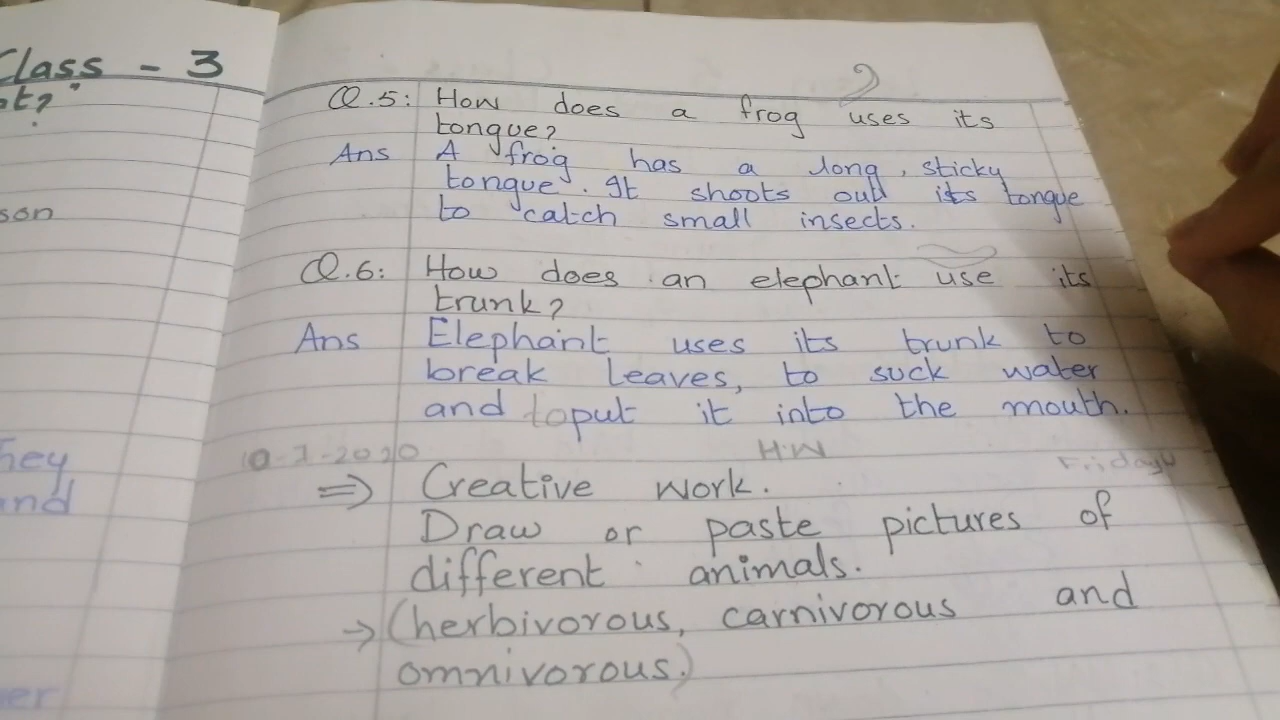 Class - 3
Q.5: How does a frog uses its
tongue?
Ans A frog has a long, sticky
tongue. It shoots out its tongue
to catch small insects.
Q.6: How does an elephant use its
trunk?
Ans Elephant uses its trunk to
break leaves, to suck water
and to put it into the mouth.
H.W
Friday
⇒ Creative work.
Draw or paste pictures of
different animals.
→ (herbivorous, carnivorous and
omnivorous.)